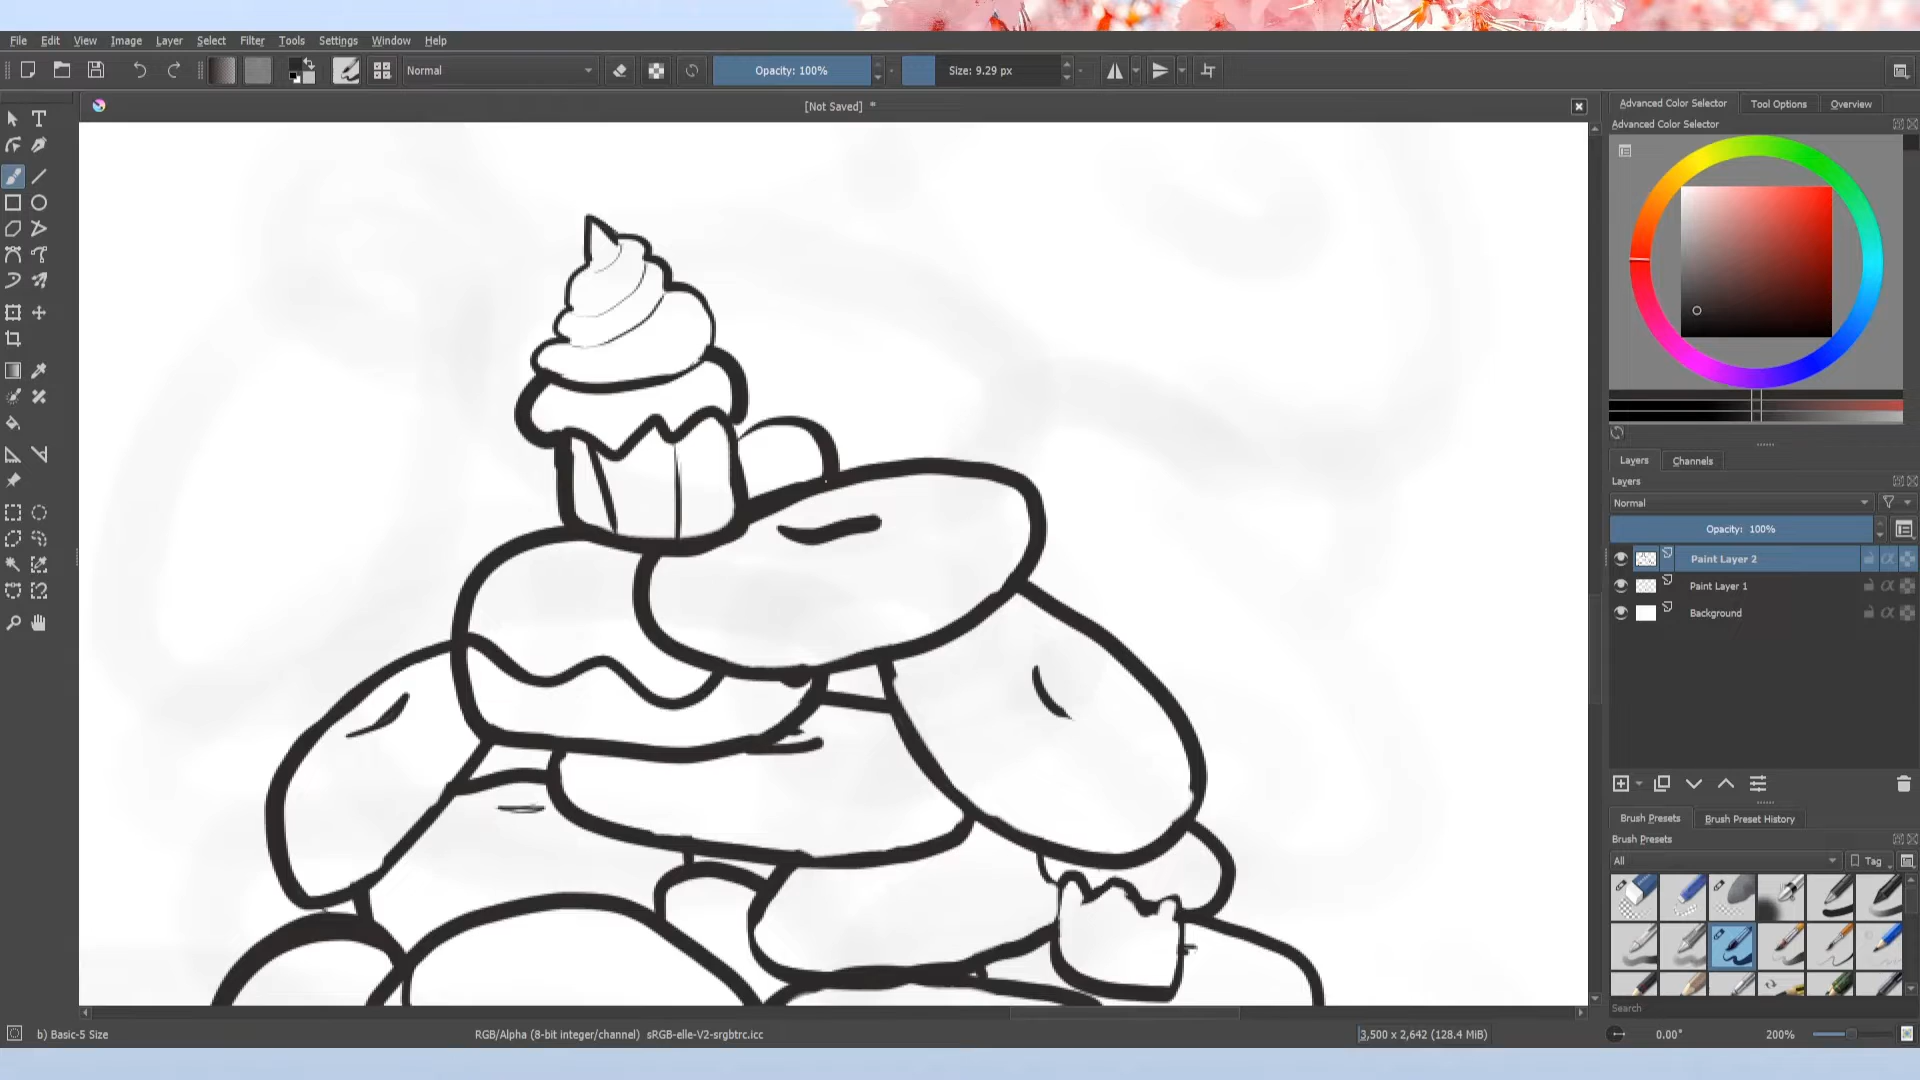 File Edit View Image Layer Select Filter Tools Settings Window Help
Normal Opacity: 100% Size: 9.29 px
[Not Saved] *
Advanced Color Selector Tool Options Overview
Advanced Color Selector
Layers Channels
Layers
Normal
Opacity: 100%
Paint Layer 2
Paint Layer 1
Background
Brush Presets Brush Preset History
Brush Presets
All Tag
Search
b) Basic-5 Size RGB/Alpha (8-bit integer/channel) sRGB-elle-V2-srgbtrc.icc 3,500 x 2,642 (128.4 MiB) 0.00° 200%